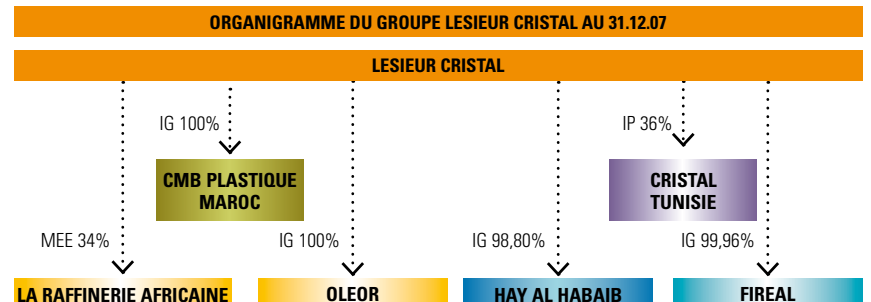 ORGANIGRAMME DU GROUPE LESIEUR CRISTAL AU 31.12.07
LESIEUR CRISTAL
IG 100%
IP 36%
CMB PLASTIQUE
MAROC
CRISTAL
TUNISIE
MEE 34%
IG 100%
IG 98,80%
IG 99,96%
LA RAFFINERIE AFRICAINE
OLEOR
HAY AL HABAIB
FIREAL